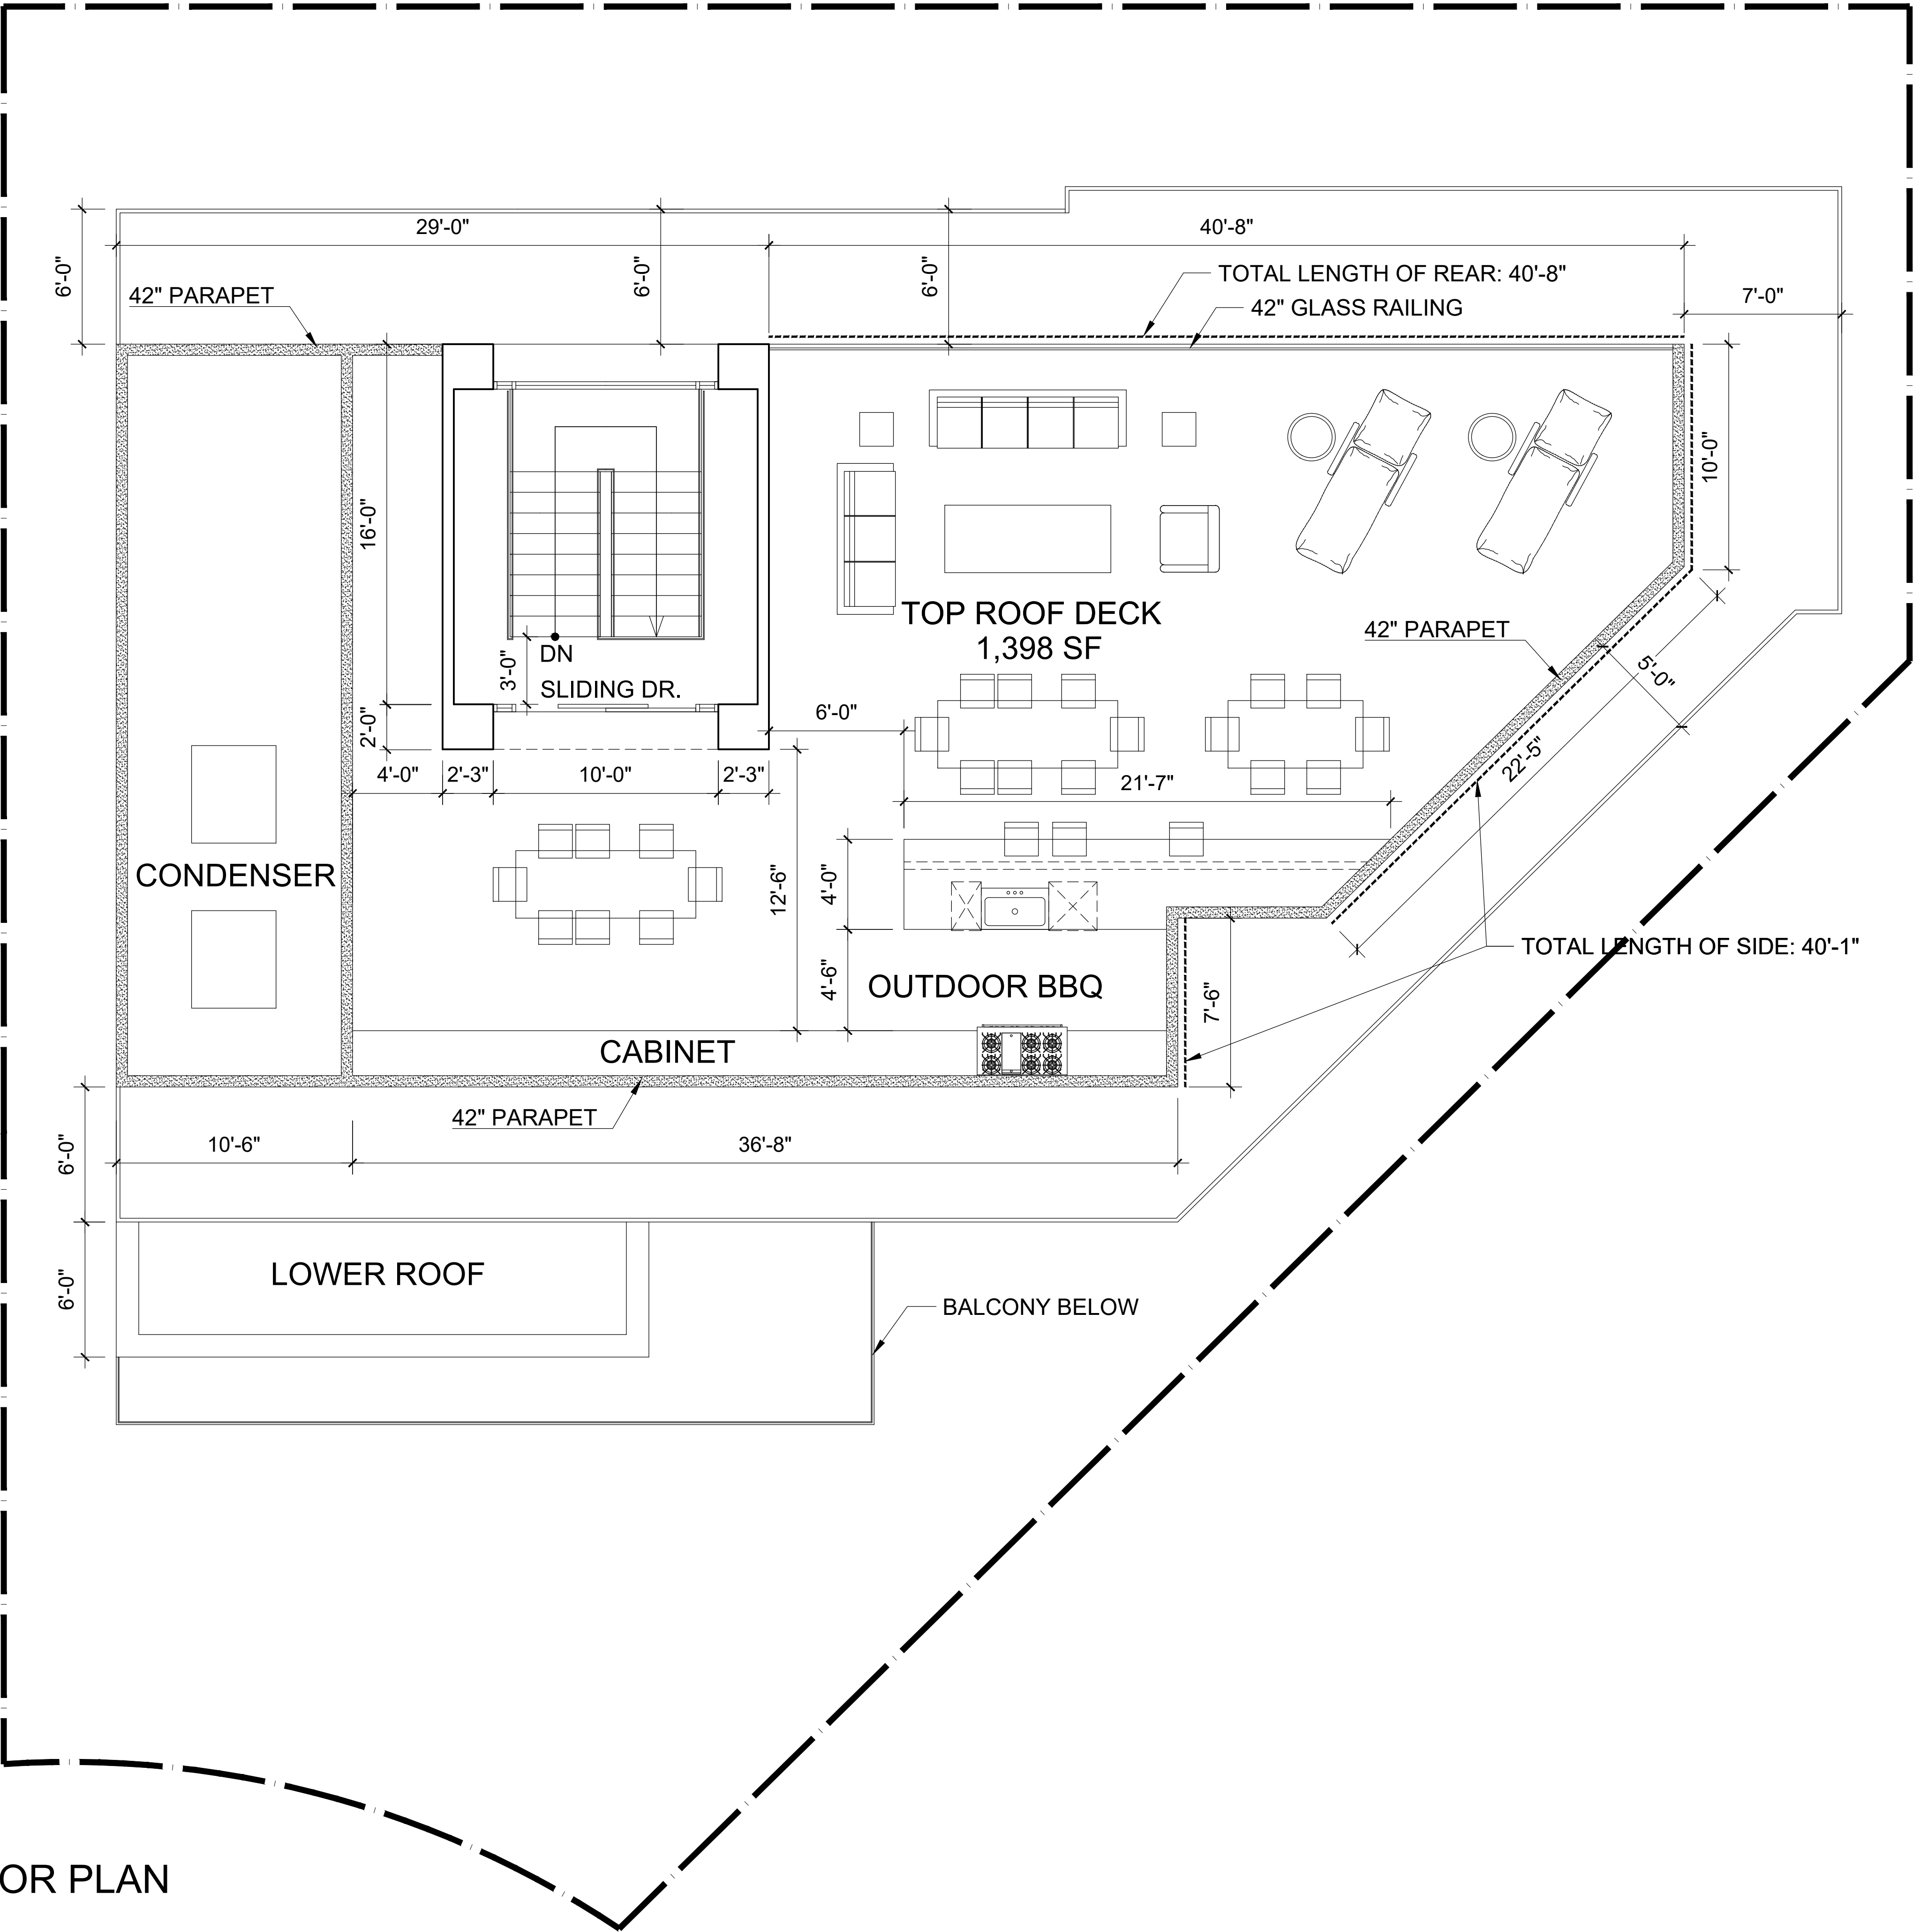 29'-0"
40'-8"
6'-0"
6'-0"
6'-0"
TOTAL LENGTH OF REAR: 40'-8"
42" PARAPET
42" GLASS RAILING
7'-0"
10'-0"
16'-0"
TOP ROOF DECK
1,398 SF
42" PARAPET
DN
3'-0"
SLIDING DR.
5'-0"
2'-0"
6'-0"
4'-0"
2'-3"
10'-0"
2'-3"
21'-7"
22'-5"
CONDENSER
12'-6"
4'-0"
TOTAL LENGTH OF SIDE: 40'-1"
4'-6"
OUTDOOR BBQ
7'-6"
CABINET
42" PARAPET
6'-0"
10'-6"
36'-8"
6'-0"
LOWER ROOF
BALCONY BELOW
OR PLAN